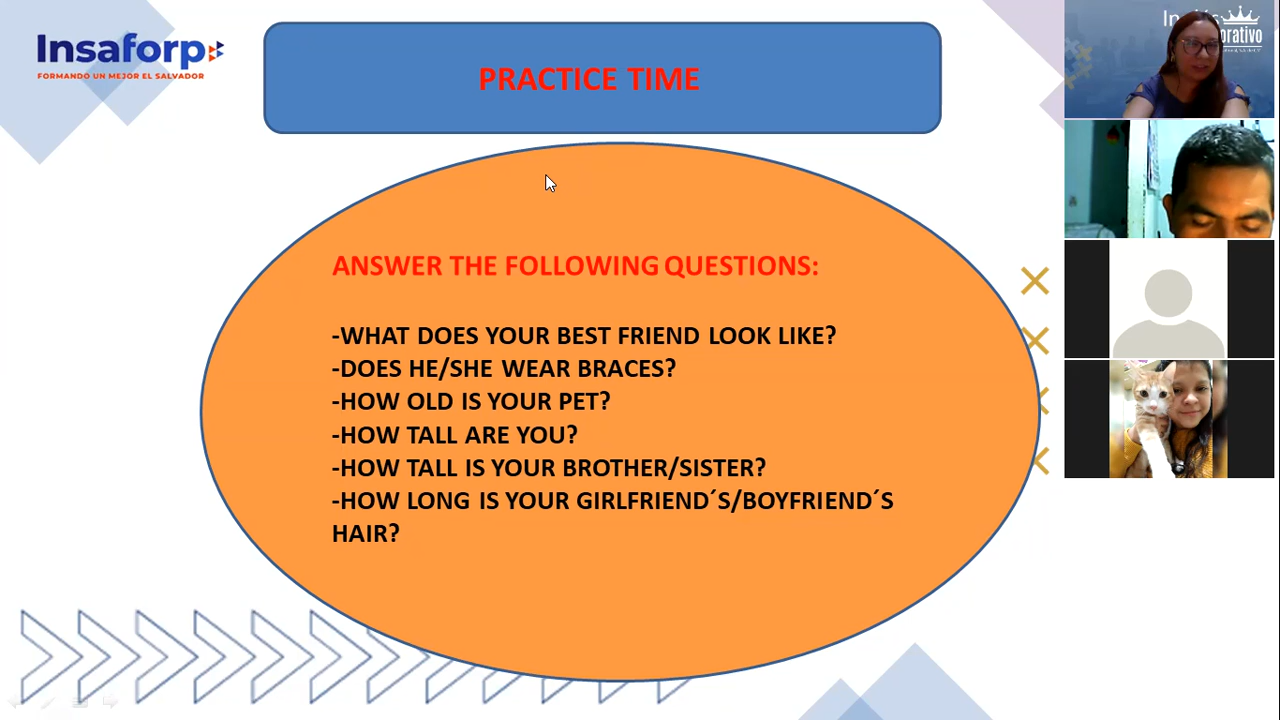 Insaforp
FORMANDO UN MEJOR EL SALVADOR
PRACTICE TIME
ANSWER THE FOLLOWING QUESTIONS:
-WHAT DOES YOUR BEST FRIEND LOOK LIKE?
-DOES HE/SHE WEAR BRACES?
-HOW OLD IS YOUR PET?
-HOW TALL ARE YOU?
-HOW TALL IS YOUR BROTHER/SISTER?
-HOW LONG IS YOUR GIRLFRIEND´S/BOYFRIEND´S
HAIR?